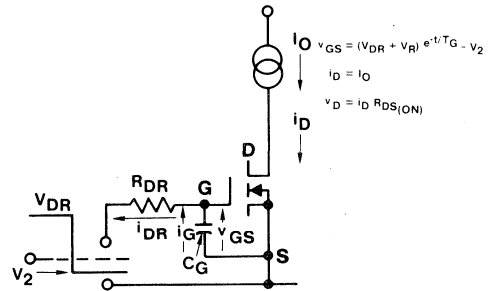 I_O
v_GS = (V_DR + V_R) e^-t/T_G - V_2
i_D = I_O
v_D = i_D R_DS(ON)
i_D
D
R_DR
G
V_DR
i_DR
i_G
v_GS
S
C_G
V_2